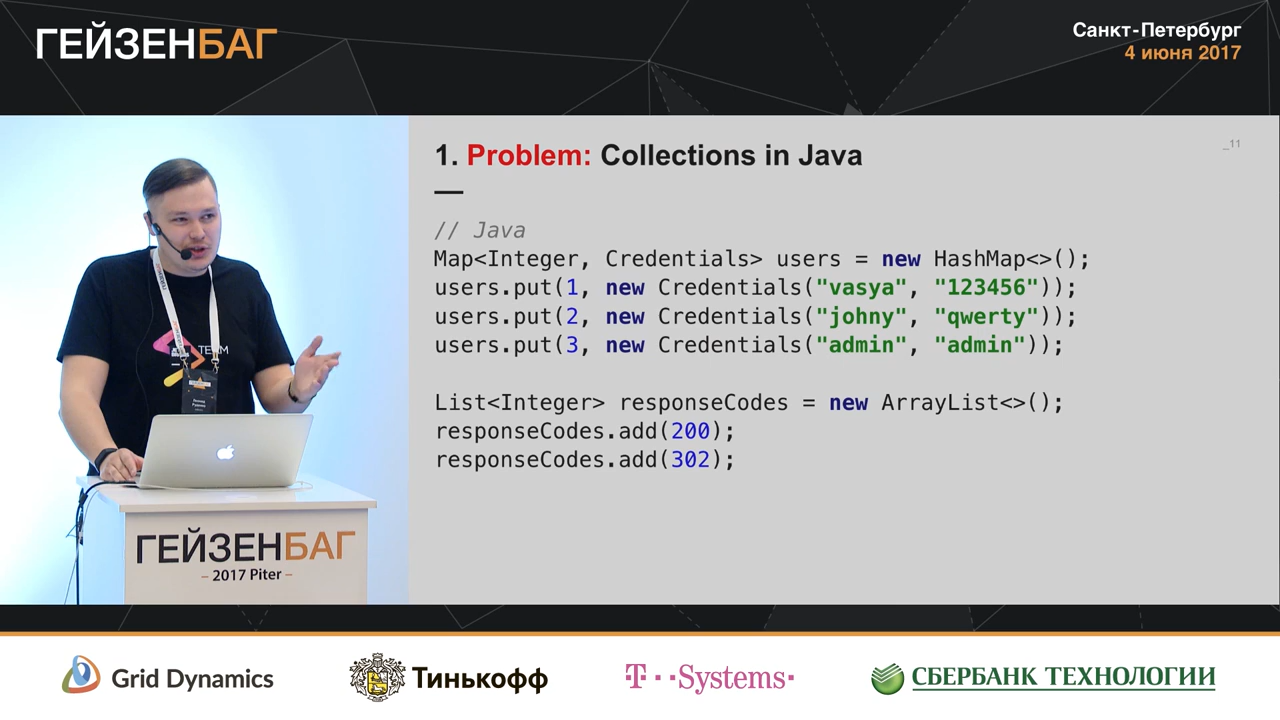 ГЕЙЗЕНБАГ
Санкт-Петербург
4 июня 2017
_11
1. Problem: Collections in Java
// Java
Map<Integer, Credentials> users = new HashMap<>();
users.put(1, new Credentials("vasya", "123456"));
users.put(2, new Credentials("johny", "qwerty"));
users.put(3, new Credentials("admin", "admin"));
List<Integer> responseCodes = new ArrayList<>();
responseCodes.add(200);
responseCodes.add(302);
TEAM
ГЕЙЗЕНБАГ
– 2017 Piter –
Grid Dynamics
Тинькофф
T··Systems·
СБЕРБАНК ТЕХНОЛОГИИ